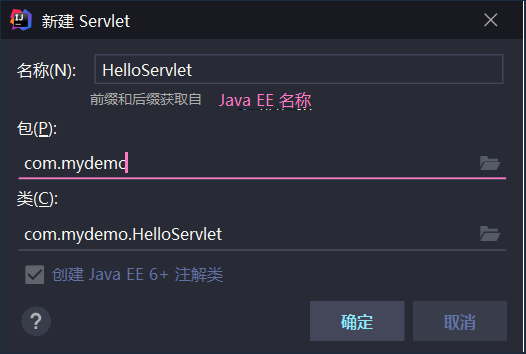 新建 Servlet
名称(N): HelloServlet
前缀和后缀获取自 Java EE 名称
包(P):
com.mydemo
类(C):
com.mydemo.HelloServlet
创建 Java EE 6+ 注解类
? 确定 取消